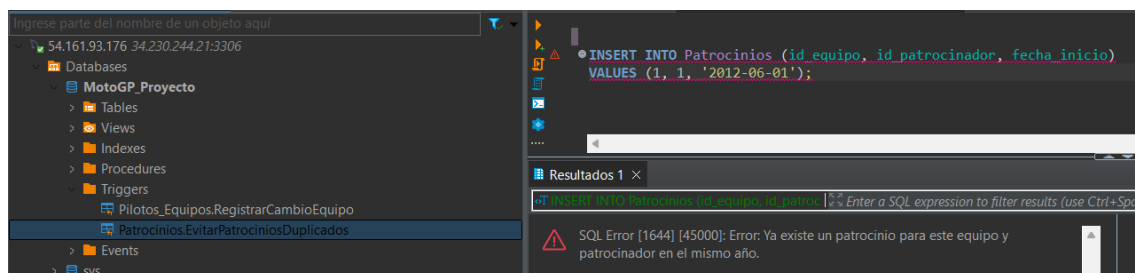 Ingrese parte del nombre de un objeto aquí
54.161.93.176 34.230.244.21:3306
Databases
MotoGP_Proyecto
Tables
Views
Indexes
Procedures
Triggers
Pilotos_Equipos.RegistrarCambioEquipo
Patrocinios.EvitarPatrociniosDuplicados
Events
sys
INSERT INTO Patrocinios (id_equipo, id_patrocinador, fecha_inicio)
VALUES (1, 1, '2012-06-01');
Resultados 1
INSERT INTO Patrocinios (id_equipo, id_patroc
Enter a SQL expression to filter results (use Ctrl+Spa
SQL Error [1644] [45000]: Error: Ya existe un patrocinio para este equipo y
patrocinador en el mismo año.